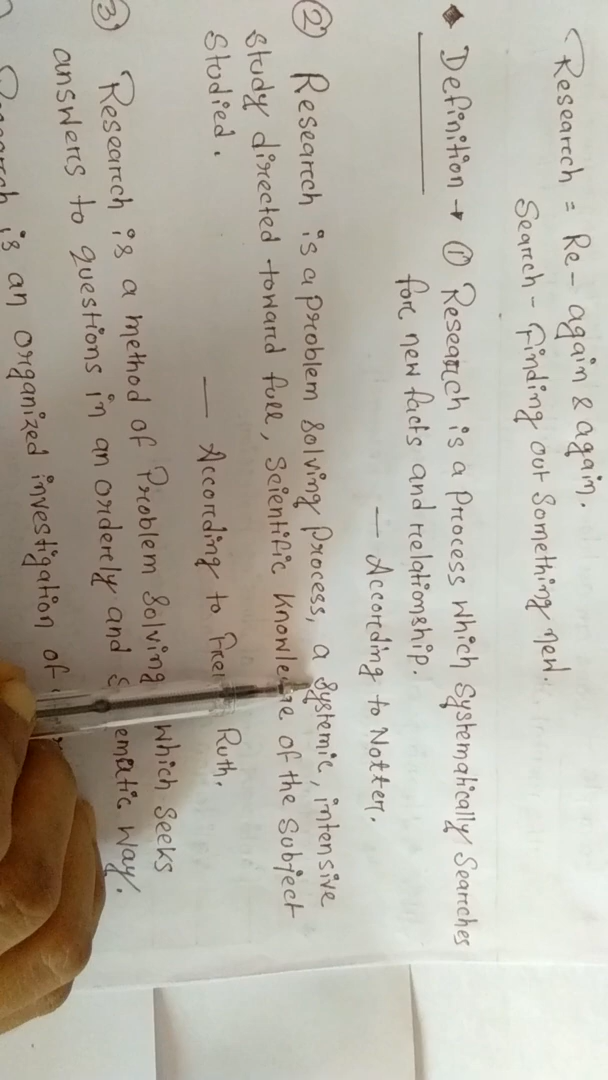 Research = Re- again & again.
Search - Finding out something new.
◆ Definition → ① Research is a process which systematically searches
for new facts and relationship.
— According to Notter.
② Research is a problem solving process, a systemic, intensive
study directed toward full, scientific knowledge of the subject
studied.
— According to Ruth.
③ Research is a method of Problem solving which seeks
answers to questions in an orderly and way.
is an organized investigation of